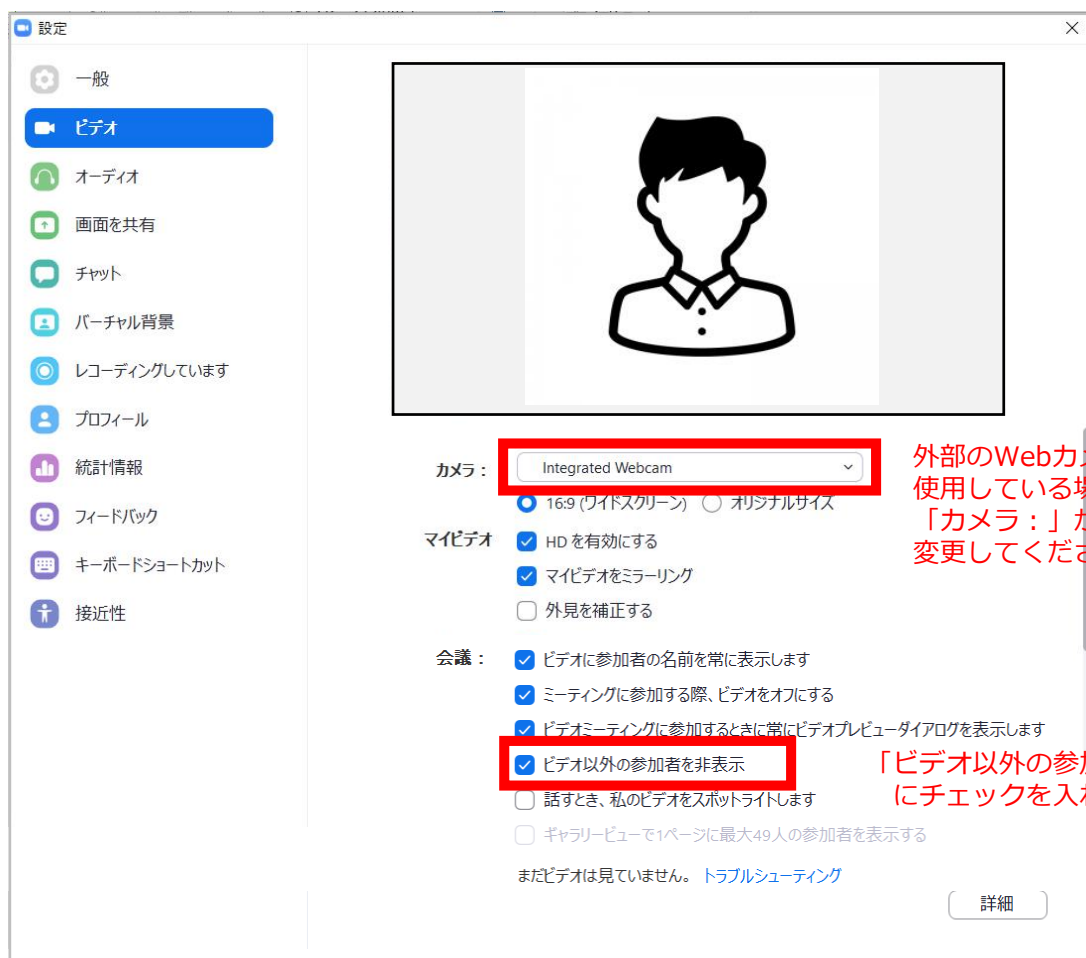 設定
一般
ビデオ
オーディオ
画面を共有
チャット
バーチャル背景
レコーディングしています
プロフィール
統計情報
フィードバック
キーボードショートカット
接近性
カメラ：
Integrated Webcam
16:9 (ワイドスクリーン) オリジナルサイズ
マイビデオ
HD を有効にする
マイビデオをミラーリング
外見を補正する
会議：
ビデオに参加者の名前を常に表示します
ミーティングに参加する際、ビデオをオフにする
ビデオミーティングに参加するときに常にビデオプレビューダイアログを表示します
ビデオ以外の参加者を非表示
話すとき、私のビデオをスポットライトします
ギャラリービューで1ページに最大49人の参加者を表示する
まだビデオは見ていません。 トラブルシューティング
詳細
外部のWebカ
使用している
「カメラ：」
変更してくだ
「ビデオ以外の参
にチェックを入